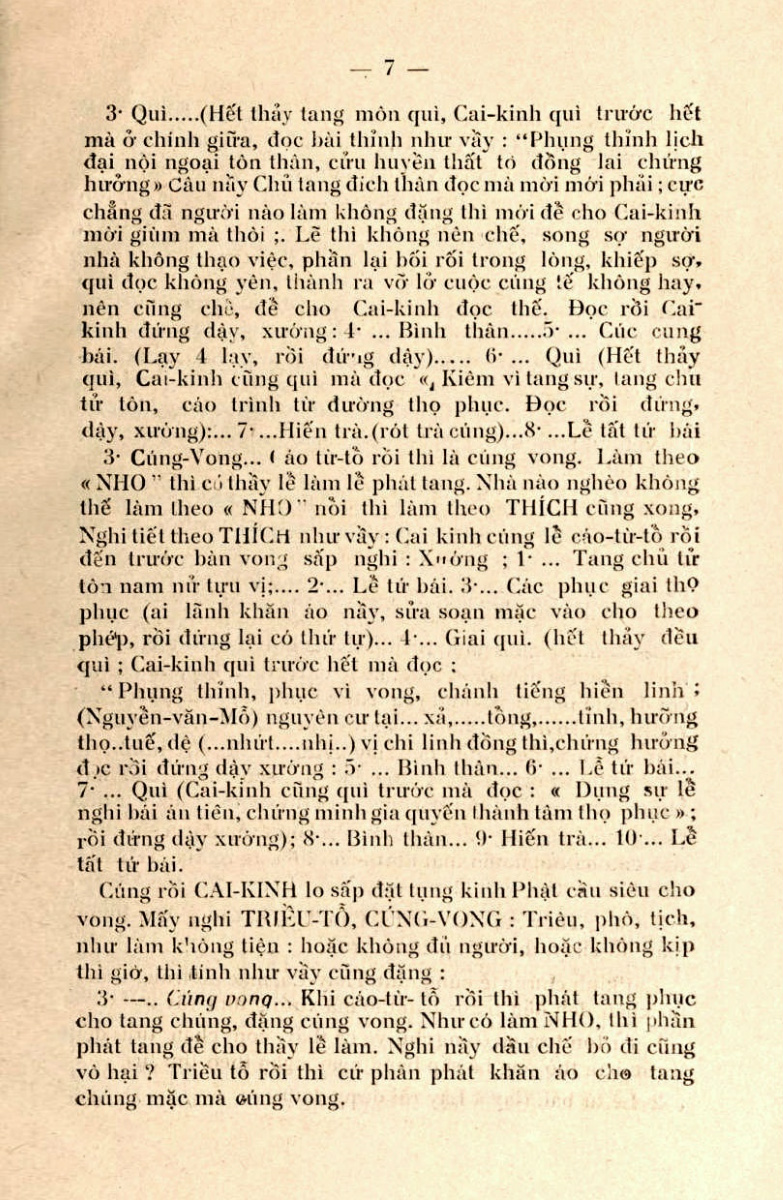 — 7 —
3· Quì.....(Hết thảy tang môn quì, Cai-kinh quì trước hết
mà ở chính giữa, đọc bài thỉnh như vầy : “Phụng thỉnh lịch
đại nội ngoại tôn thân, cửu huyền thất tổ đồng lai chứng
hưởng» Câu nầy Chủ tang đích thân đọc mà mời mới phải ; cực
chẳng đã người nào làm không đặng thì mới để cho Cai-kinh
mời giùm mà thôi ;. Lẽ thì không nên chế, song sợ người
nhà không thạo việc, phần lại bối rối trong lòng, khiếp sợ,
quì đọc không yên, thành ra vỡ lở cuộc cúng tế không hay,
nên cũng chế, để cho Cai-kinh đọc thế. Đọc rồi Cai-
kinh đứng dậy, xướng : 4· ... Bình thân.....5· ... Cúc cung
bái. (Lạy 4 lạy, rồi đứng dậy)..... 6· ... Quì (Hết thảy
quì, Cai-kinh cũng quì mà đọc «, Kiêm vì tang sự, tang chu
tử tôn, cáo trình từ đường thọ phục. Đọc rồi đứng,
dậy, xướng):... 7· ...Hiến trà.(rót trà cúng)...8· ...Lễ tất tứ bái
3· Cúng-Vong... Cáo từ-tổ rồi thì là cúng vong. Làm theo
« NHO ” thì có thầy lễ làm lễ phát tang. Nhà nào nghèo không
thể làm theo « NHO ” nổi thì làm theo THÍCH cũng xong,
Nghi tiết theo THÍCH như vầy : Cai kinh cúng lễ cáo-từ-tổ rồi
đến trước bàn vong sấp nghi : Xướng ; 1· ... Tang chủ tử
tôn nam nử tựu vị;.... 2·... Lễ tứ bái. 3·... Các phục giai thọ
phục (ai lãnh khăn áo nầy, sửa soạn mặc vào cho theo
phép, rồi đứng lại có thứ tự)... 4·... Giai quì. (hết thảy đều
quì ; Cai-kinh quì trước hết mà đọc :
“Phụng thỉnh, phục vì vong, chánh tiếng hiền linh ;
(Nguyễn-văn-Mỗ) nguyên cư tại... xả,.....tổng,......tỉnh, hưỡng
thọ..tuế, dệ (...nhứt....nhị..) vị chi linh đồng thì,chứng hưởng
đọc rồi đứng dậy xướng : 5· ... Bình thân... 6· ... Lễ tứ bái...
7· ... Quì (Cai-kinh cũng quì trước mà đọc : « Dụng sự lễ
nghi bái án tiền, chứng minh gia quyến thành tâm thọ phục » ;
rồi đứng dậy xướng); 8·... Bình thân... 9· Hiến trà... 10·... Lễ
tất tứ bái.
Cúng rồi CAI-KINH lo sấp đặt tụng kinh Phật cầu siêu cho
vong. Mấy nghi TRIỀU-TỔ, CÚNG-VONG : Triêu, phô, tịch,
như làm không tiện : hoặc không đủ người, hoặc không kịp
thì giờ, thì tính như vầy cũng đặng :
3· ---.. Cúng vong... Khi cáo-từ- tổ rồi thì phát tang phục
cho tang chúng, đặng cúng vong. Như có làm NHO, thì phần
phát tang để cho thầy lễ làm. Nghi nầy dầu chế bỏ đi cũng
vô hại ? Triều tổ rồi thì cứ phân phát khăn áo cho tang
chúng mặc mà cúng vong.